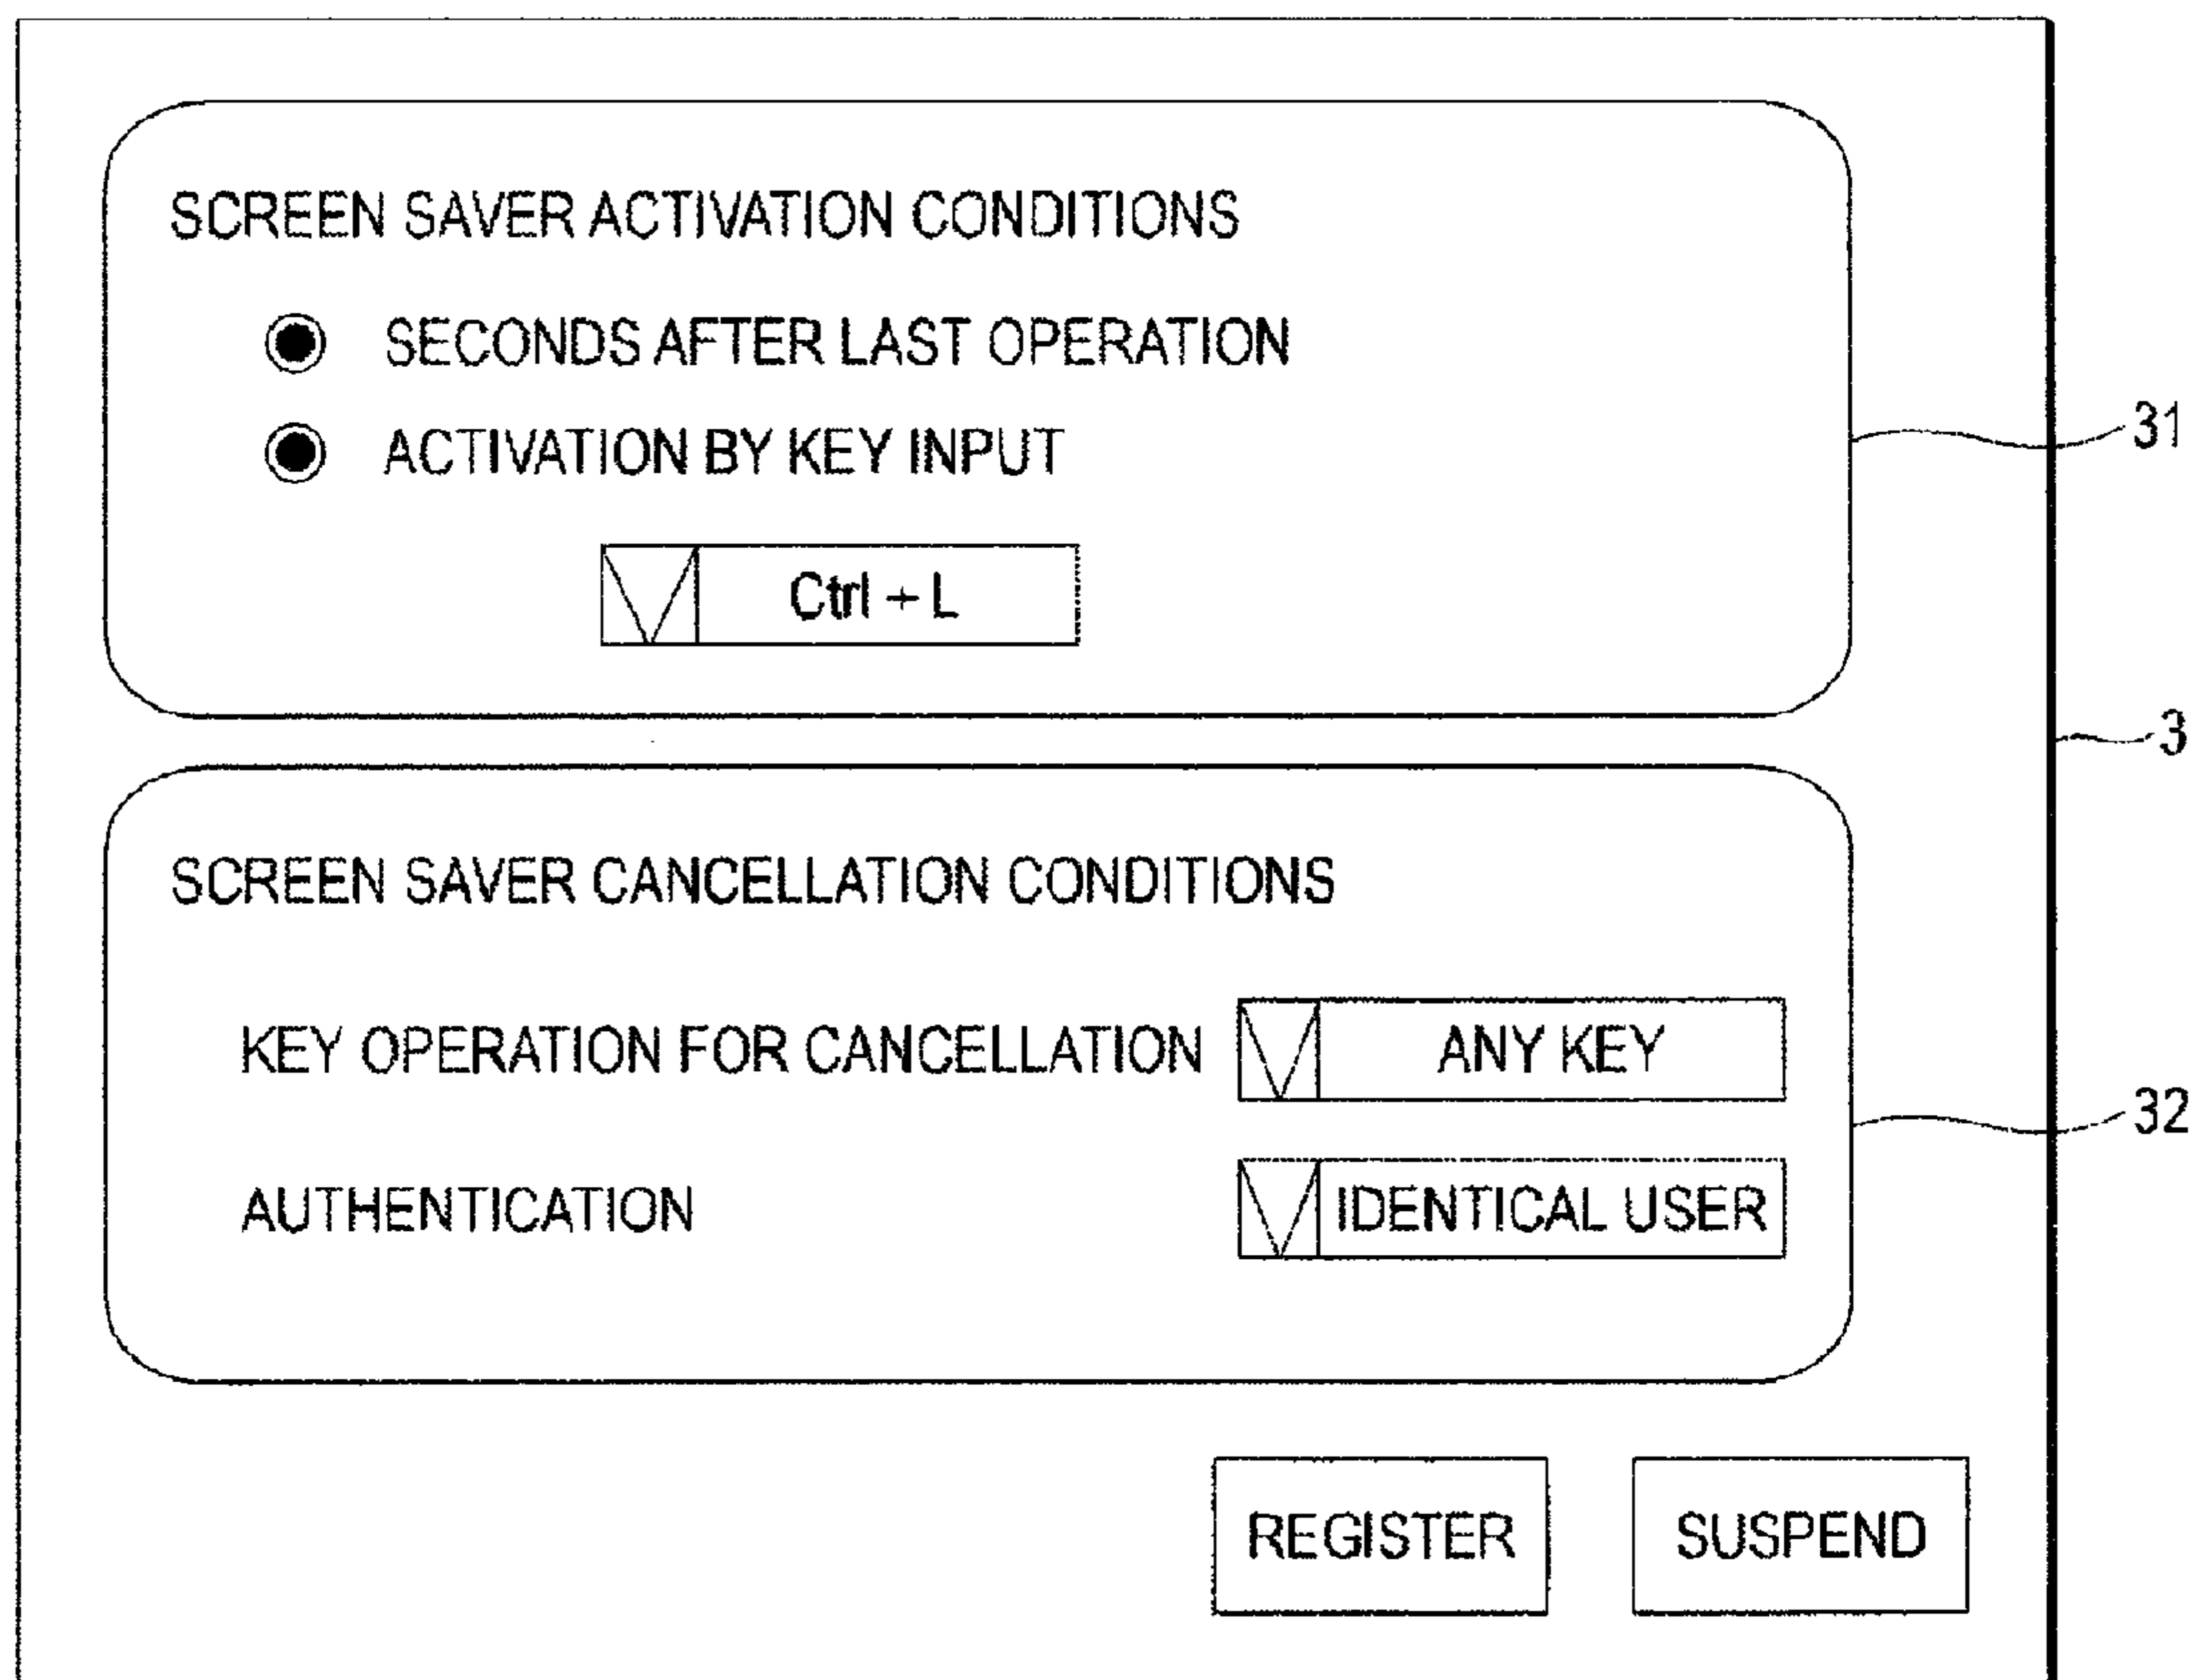 SCREEN SAVER ACTIVATION CONDITIONS
SECONDS AFTER LAST OPERATION
ACTIVATION BY KEY INPUT
31
Ctrl + L
3
SCREEN SAVER CANCELLATION CONDITIONS
KEY OPERATION FOR CANCELLATION ANY KEY
32
AUTHENTICATION IDENTICAL USER
REGISTER SUSPEND